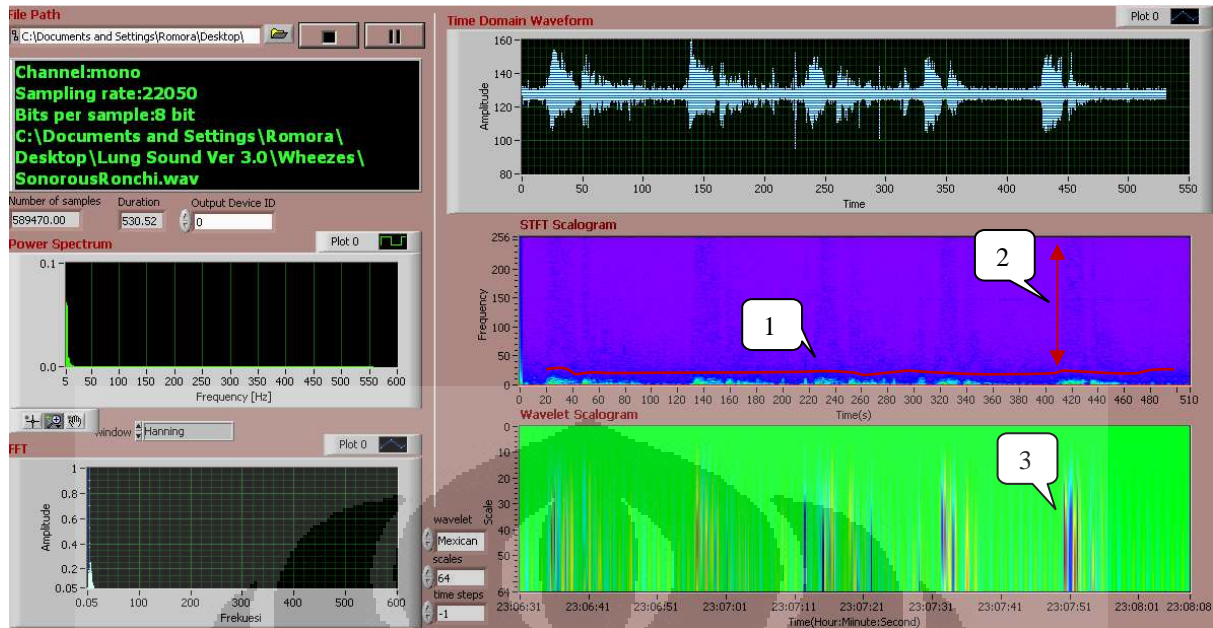 File Path
C:\Documents and Settings\Romora\Desktop\
Channel:mono
Sampling rate:22050
Bits per sample:8 bit
C:\Documents and Settings\Romora\
Desktop\Lung Sound Ver 3.0\Wheezes\
SonorousRonchi.wav
Number of samples
Duration
Output Device ID
589470.00
530.52
0
Power Spectrum
Plot 0
0.1
0.0
5 50 100 150 200 250 300 350 400 450 500 550 600
Frequency [Hz]
window
Hanning
FFT
Plot 0
Amplitude
1
0.8
0.6
0.4
0.2
0.05
0.05 100 200 300 400 500 600
Frekuesi
wavelet
Mexican
scales
64
time steps
-1
Time Domain Waveform
Plot 0
Amplitude
160
140
120
100
80
0 50 100 150 200 250 300 350 400 450 500 550
Time
STFT Scalogram
Frequency
256
200
150
100
50
0
1
2
0 20 40 60 80 100 120 140 160 180 200 220 240 260 280 300 320 340 360 380 400 420 440 460 480 510
Time(s)
Wavelet Scalogram
Scale
0
10
20
30
40
50
64
3
23:06:31 23:06:41 23:06:51 23:07:01 23:07:11 23:07:21 23:07:31 23:07:41 23:07:51 23:08:01 23:08:08
Time(Hour:Miinute:Second)